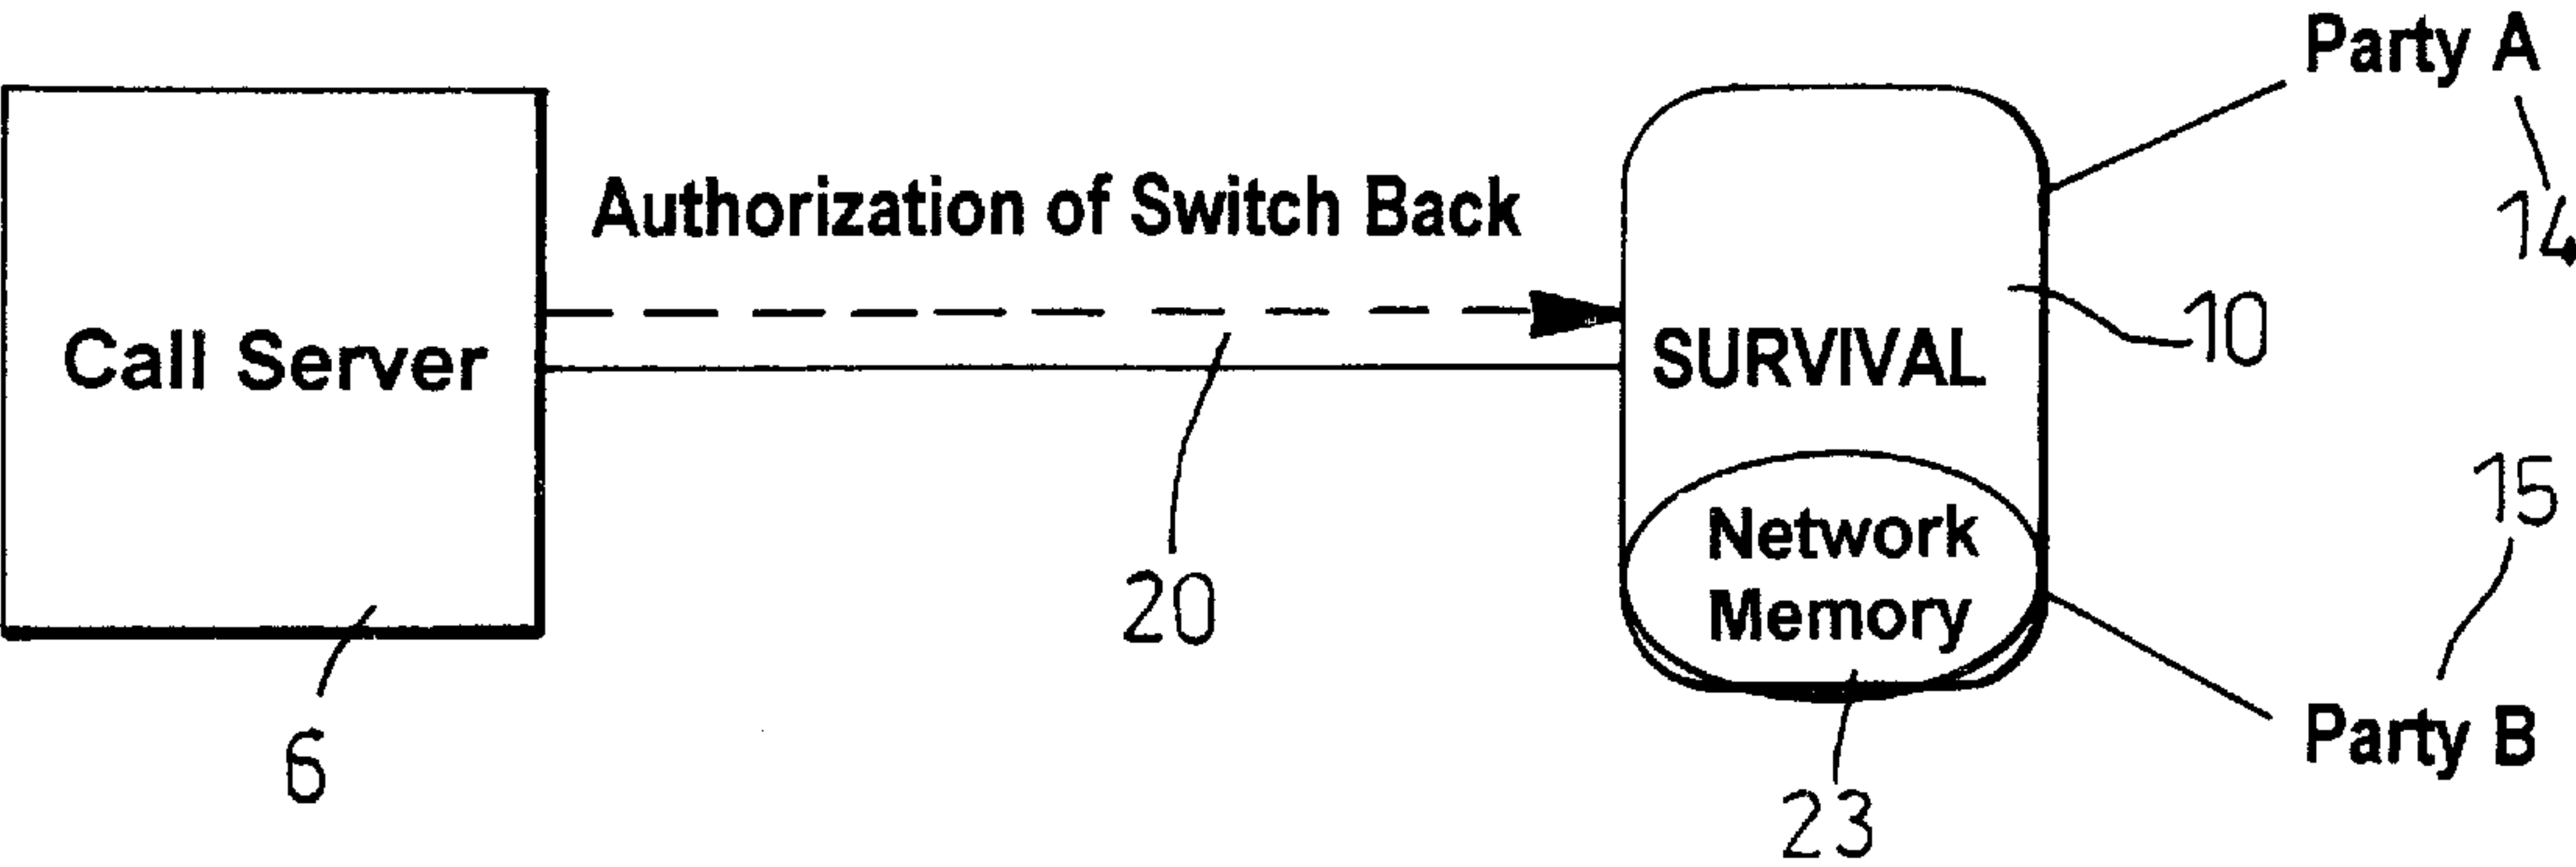 Party A
14
Authorization of Switch Back
Call Server
SURVIVAL
10
20
Network
Memory
15
Party B
6
23